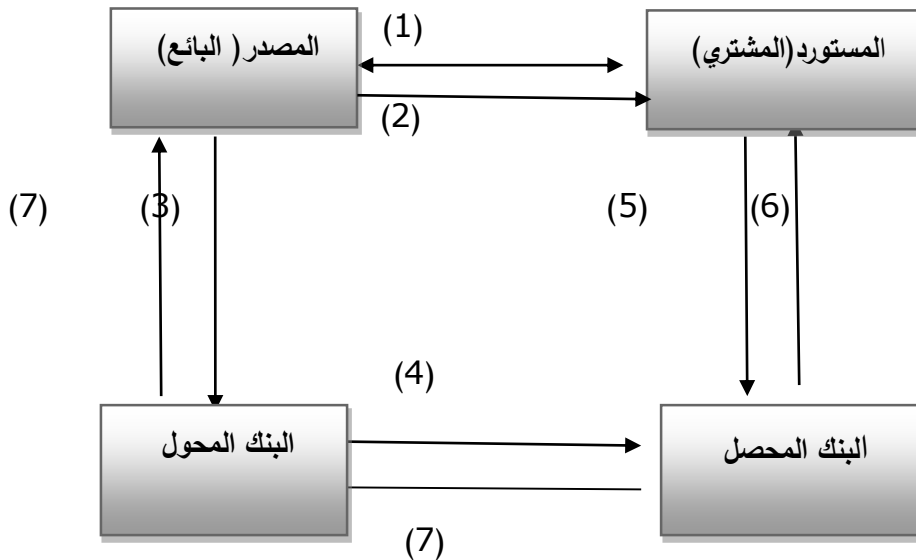 المصدر( البائع)
(1)
المستورد(المشتري)
(2)
(7)
(3)
(5)
(6)
(4)
البنك المحول
البنك المحصل
(7)